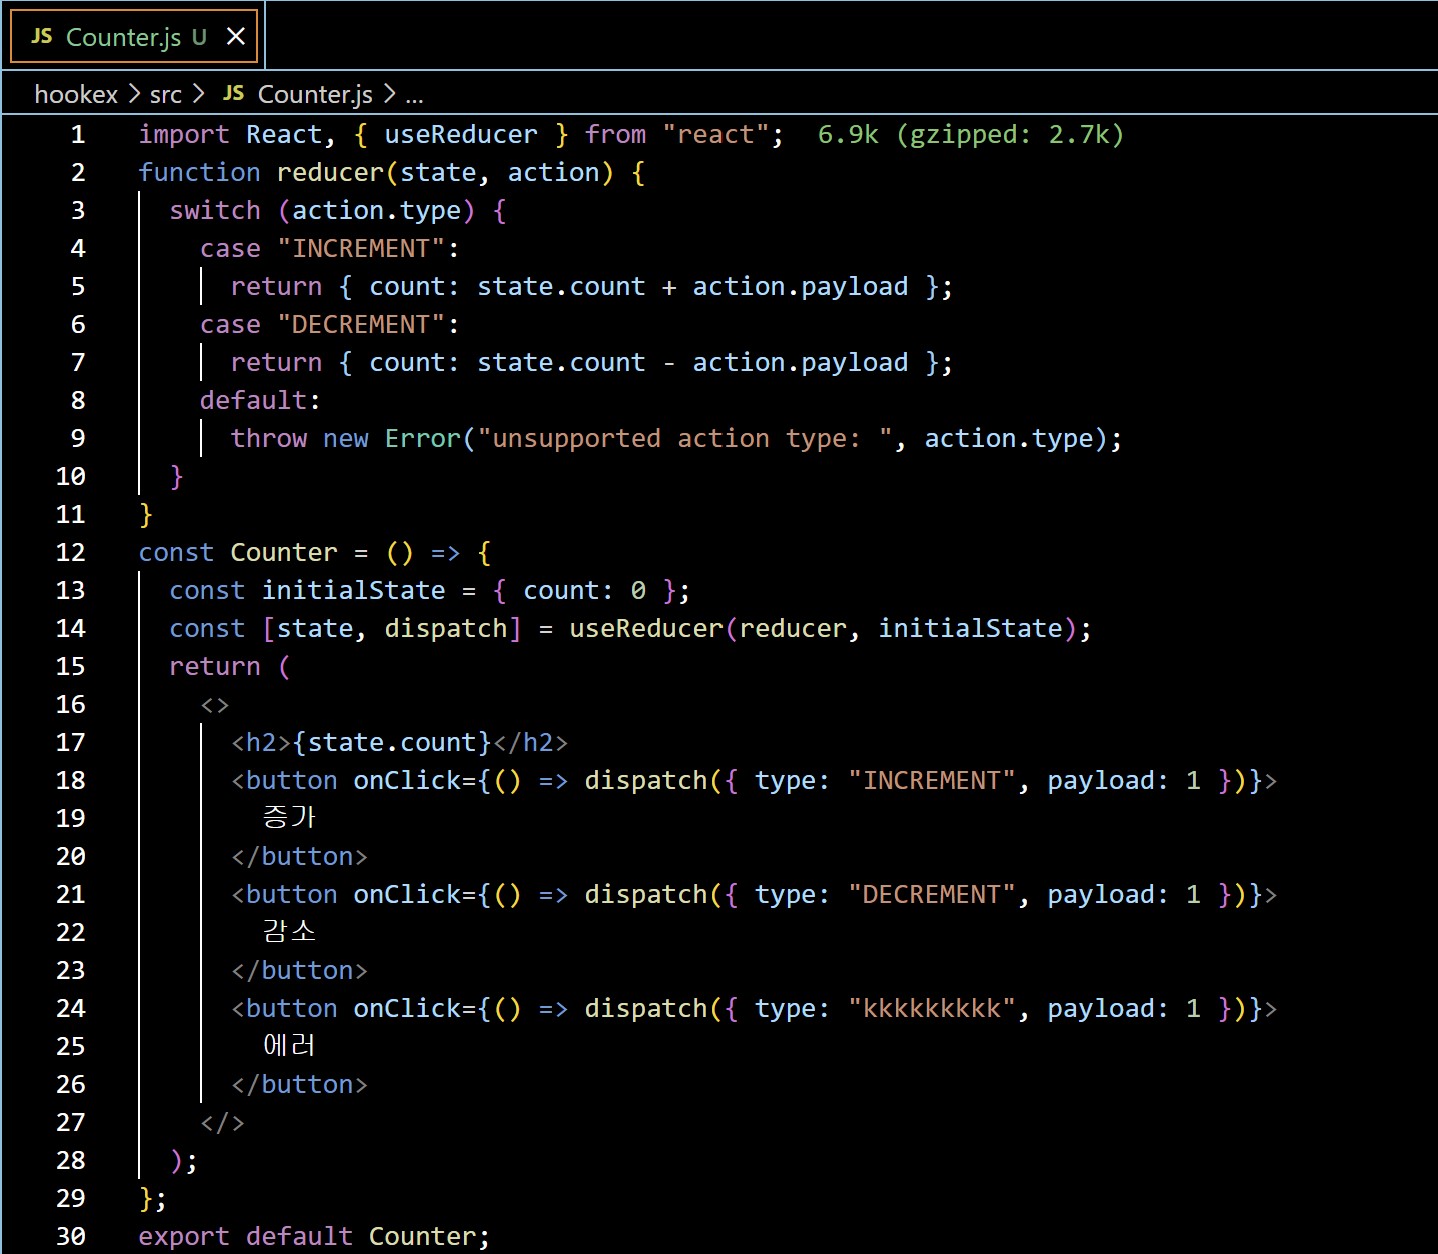 JS Counter.js U ×
hookex > src > JS Counter.js > ...
1 import React, { useReducer } from "react"; 6.9k (gzipped: 2.7k)
2 function reducer(state, action) {
3   switch (action.type) {
4     case "INCREMENT":
5       return { count: state.count + action.payload };
6     case "DECREMENT":
7       return { count: state.count - action.payload };
8     default:
9       throw new Error("unsupported action type: ", action.type);
10   }
11 }
12 const Counter = () => {
13   const initialState = { count: 0 };
14   const [state, dispatch] = useReducer(reducer, initialState);
15   return (
16     <>
17       <h2>{state.count}</h2>
18       <button onClick={() => dispatch({ type: "INCREMENT", payload: 1 })}>
19         증가
20       </button>
21       <button onClick={() => dispatch({ type: "DECREMENT", payload: 1 })}>
22         감소
23       </button>
24       <button onClick={() => dispatch({ type: "kkkkkkkkk", payload: 1 })}>
25         에러
26       </button>
27     </>
28   );
29 };
30 export default Counter;